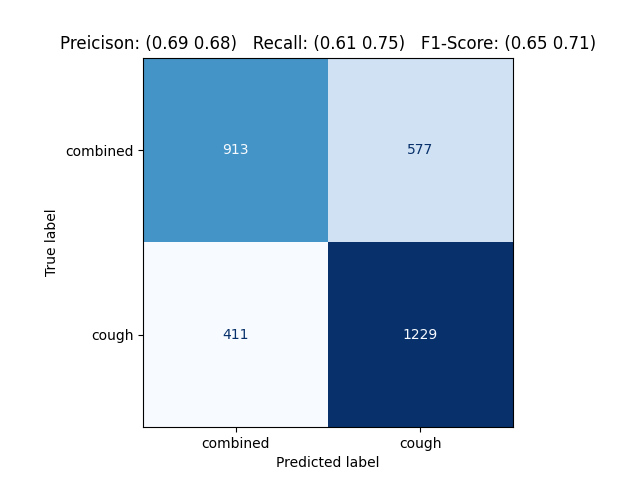 Preicison: (0.69 0.68)   Recall: (0.61 0.75)   F1-Score: (0.65 0.71)
combined
913
577
True label
cough
411
1229
combined
cough
Predicted label